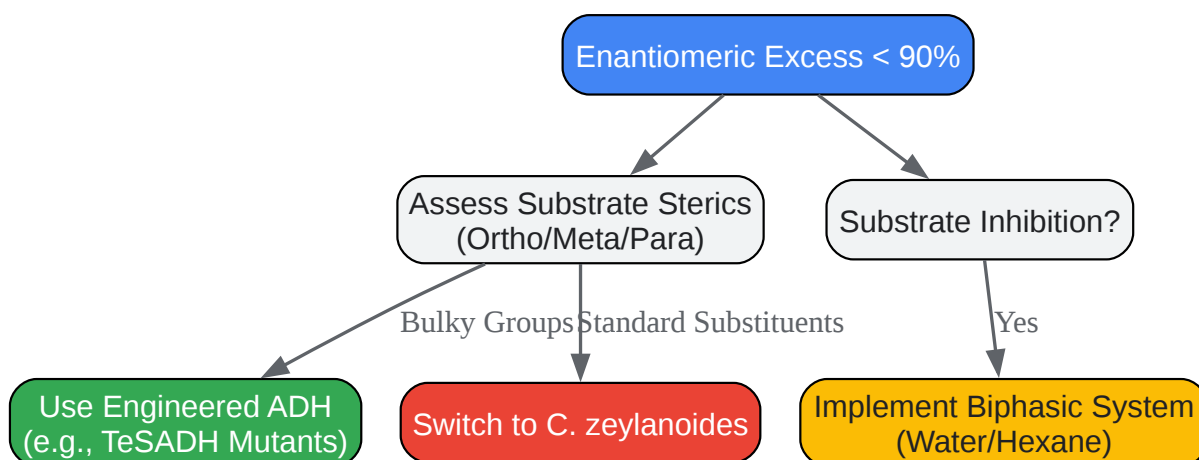 Enantiomeric Excess < 90%
Assess Substrate Sterics
(Ortho/Meta/Para)
Substrate Inhibition?
Bulky Groups
Standard Substituents
Yes
Use Engineered ADH
(e.g., TeSADH Mutants)
Switch to C. zeylanoides
Implement Biphasic System
(Water/Hexane)